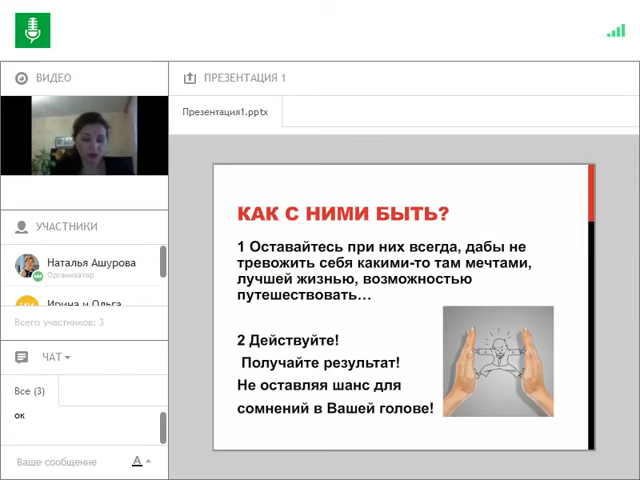 ВИДЕО
ПРЕЗЕНТАЦИЯ 1
Презентация1.pptx
УЧАСТНИКИ
Наталья Ашурова
Организатор
Ирина и Ольга
Всего участников: 3
ЧАТ
Все (3)
ок
Ваше сообщение
А
КАК С НИМИ БЫТЬ?
1 Оставайтесь при них всегда, дабы не
тревожить себя какими-то там мечтами,
лучшей жизнью, возможностью
путешествовать...
2 Действуйте!
Получайте результат!
Не оставляя шанс для
сомнений в Вашей голове!